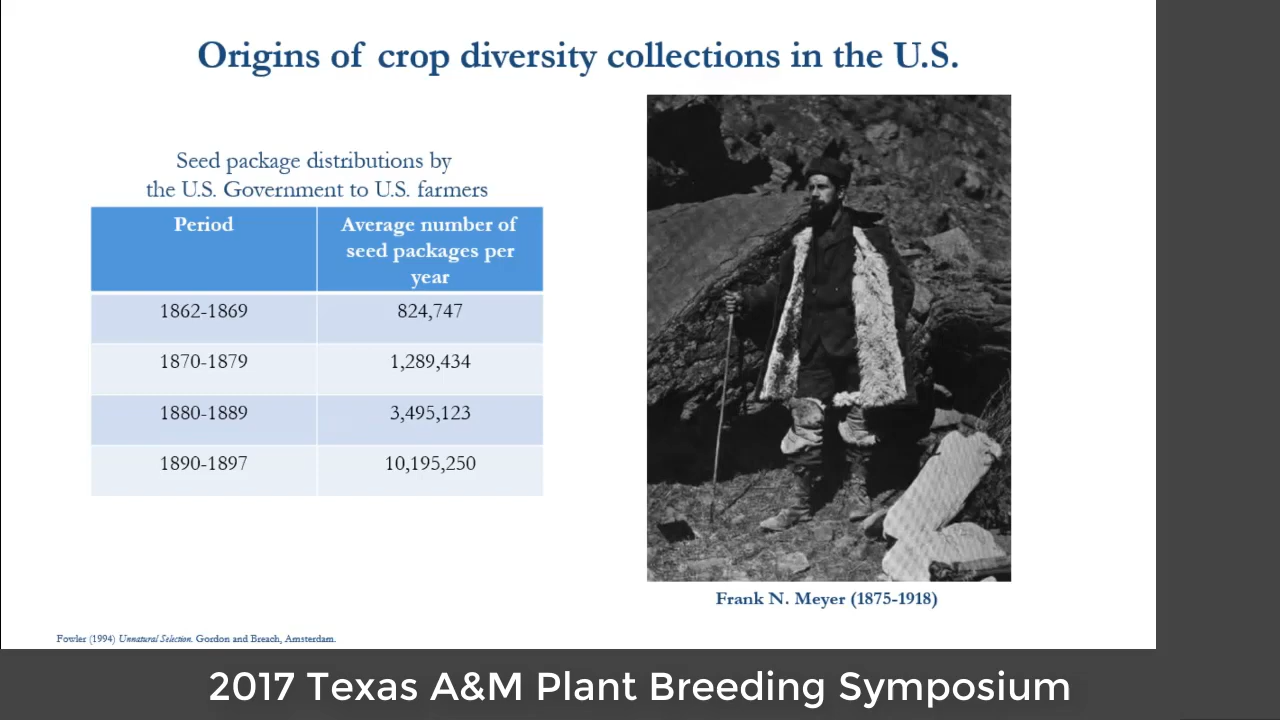 Origins of crop diversity collections in the U.S.
Seed package distributions by
the U.S. Government to U.S. farmers
Period
Average number of
seed packages per
year
1862-1869 824,747
1870-1879 1,289,434
1880-1889 3,495,123
1890-1897 10,195,250
Frank N. Meyer (1875-1918)
Fowler (1994) Unnatural Selection. Gordon and Breach, Amsterdam.
2017 Texas A&M Plant Breeding Symposium